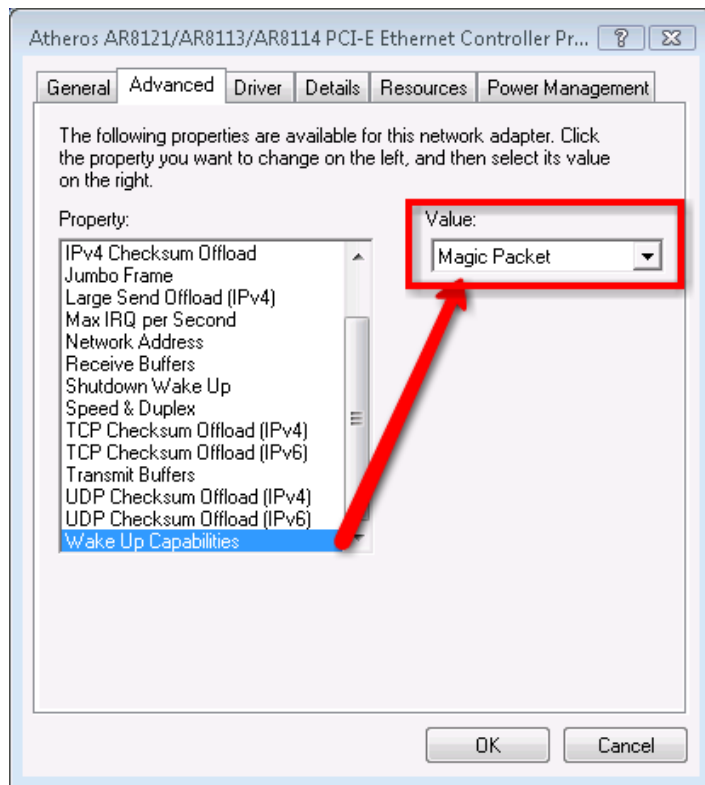 Atheros AR8121/AR8113/AR8114 PCI-E Ethernet Controller Pr...
General Advanced Driver Details Resources Power Management
The following properties are available for this network adapter. Click
the property you want to change on the left, and then select its value
on the right.
Property:
Value:
IPv4 Checksum Offload
Magic Packet
Jumbo Frame
Large Send Offload (IPv4)
Max IRQ per Second
Network Address
Receive Buffers
Shutdown Wake Up
Speed & Duplex
TCP Checksum Offload (IPv4)
TCP Checksum Offload (IPv6)
Transmit Buffers
UDP Checksum Offload (IPv4)
UDP Checksum Offload (IPv6)
Wake Up Capabilities
OK Cancel